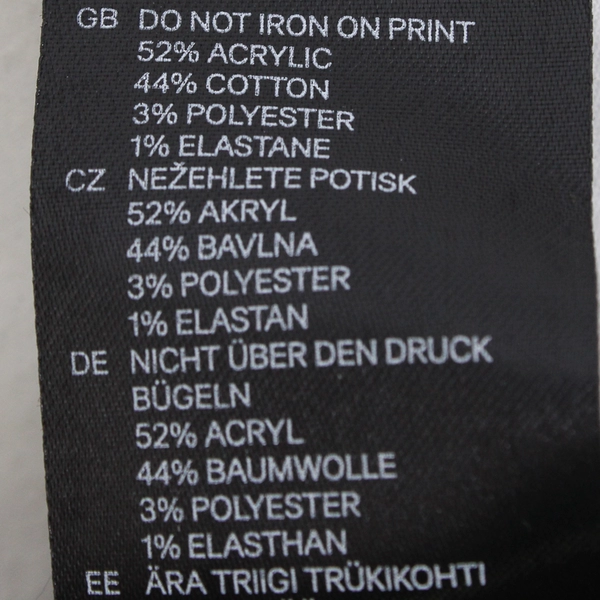 GB DO NOT IRON ON PRINT
52% ACRYLIC
44% COTTON
3% POLYESTER
1% ELASTANE
CZ NEŽEHLETE POTISK
52% AKRYL
44% BAVLNA
3% POLYESTER
1% ELASTAN
DE NICHT ÜBER DEN DRUCK
BÜGELN
52% ACRYL
44% BAUMWOLLE
3% POLYESTER
1% ELASTHAN
EE ÄRA TRIIGI TRÜKIKOHTI